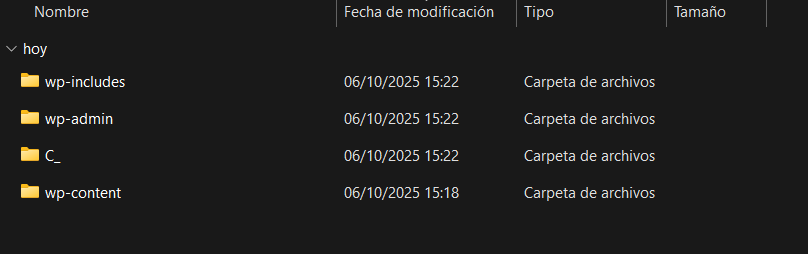 Nombre Fecha de modificación Tipo Tamaño
hoy
wp-includes 06/10/2025 15:22 Carpeta de archivos
wp-admin 06/10/2025 15:22 Carpeta de archivos
C_ 06/10/2025 15:22 Carpeta de archivos
wp-content 06/10/2025 15:18 Carpeta de archivos